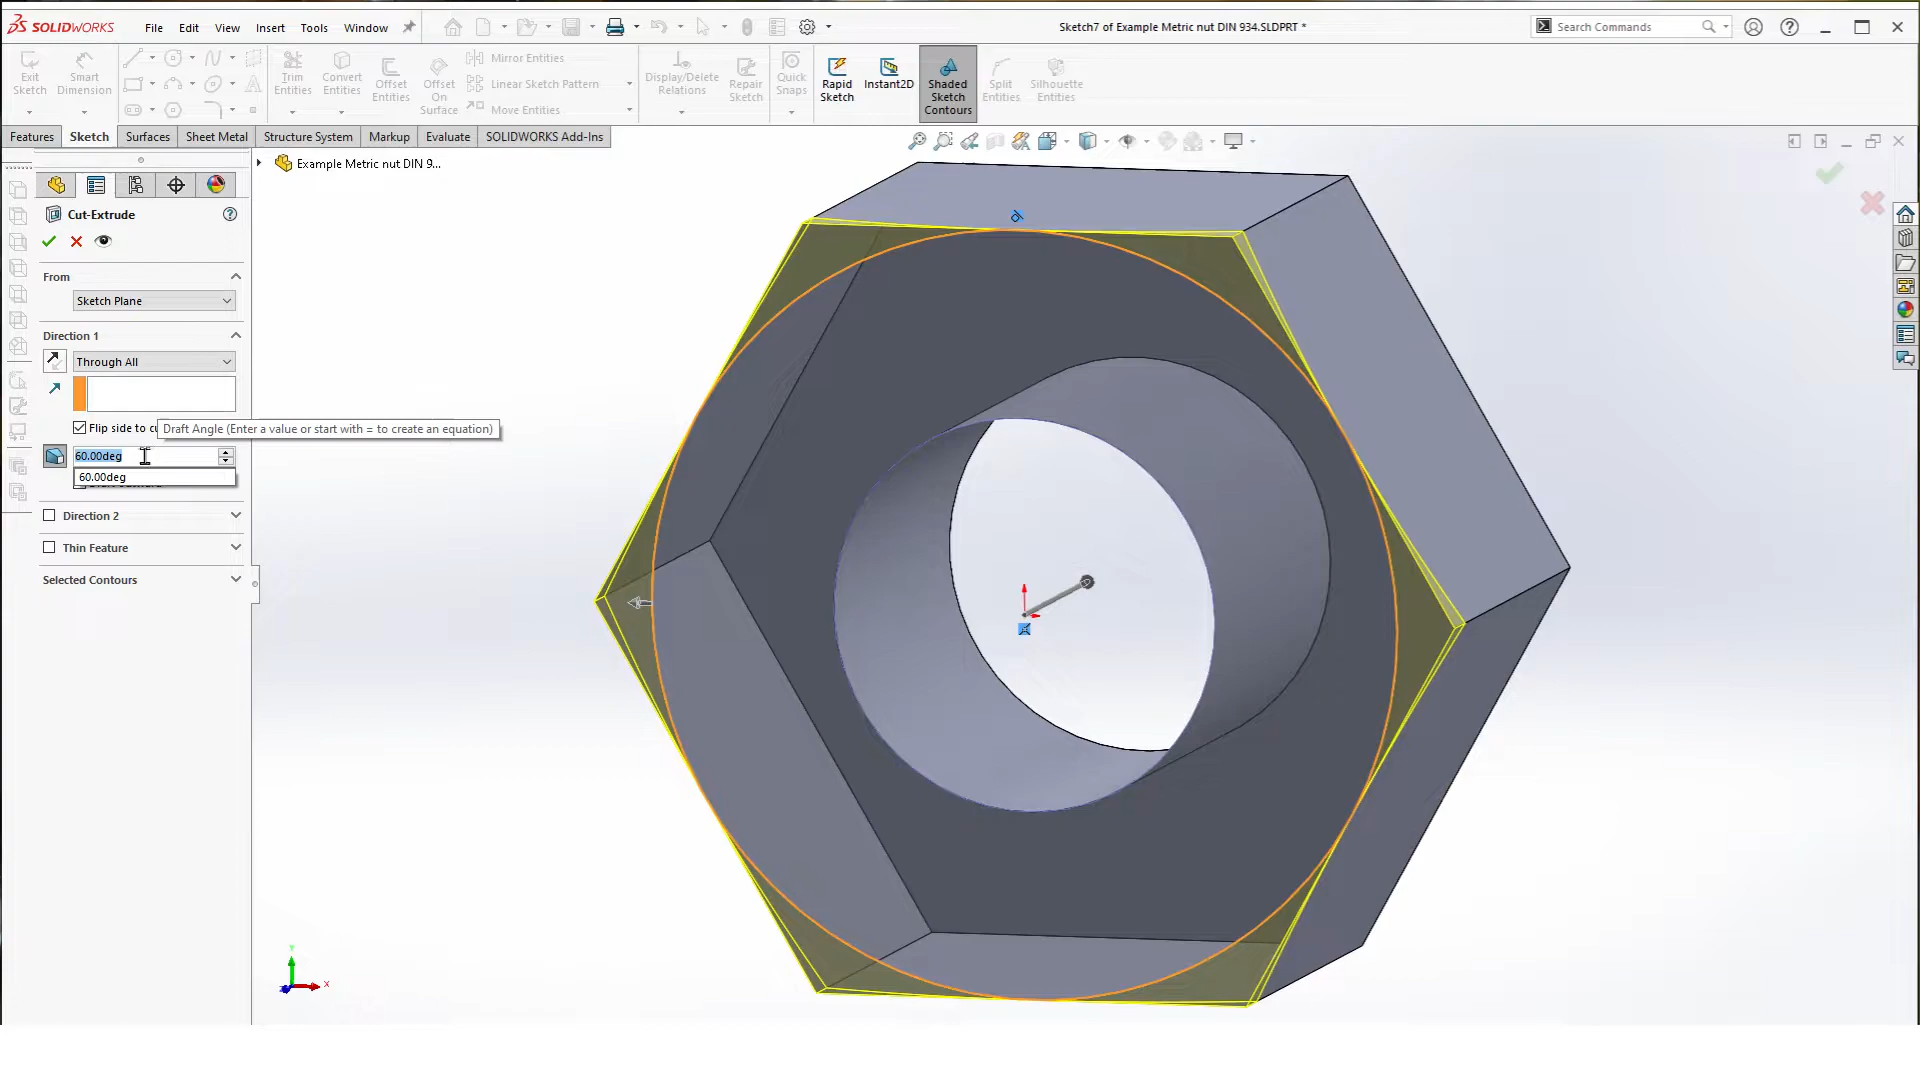 SOLIDWORKS
File
Edit
View
Insert
Tools
Window
Sketch7 of Example Metric nut DIN 934.SLDPRT *
Search Commands
Exit Sketch
Smart Dimension
Trim Entities
Convert Entities
Offset Entities
Offset On Surface
Mirror Entities
Linear Sketch Pattern
Move Entities
Display/Delete Relations
Repair Sketch
Quick Snaps
Rapid Sketch
Instant2D
Shaded Sketch Contours
Split Entities
Silhouette Entities
Features
Sketch
Surfaces
Sheet Metal
Structure System
Markup
Evaluate
SOLIDWORKS Add-Ins
Example Metric nut DIN 9...
Cut-Extrude
From
Sketch Plane
Direction 1
Through All
Flip side to cu
Draft Angle (Enter a value or start with = to create an equation)
60.00deg
60.00deg
Direction 2
Thin Feature
Selected Contours
Y
X